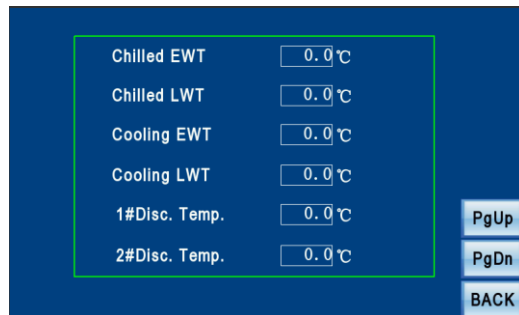 Chilled EWT 0.0℃
Chilled LWT 0.0℃
Cooling EWT 0.0℃
Cooling LWT 0.0℃
1#Disc. Temp. 0.0℃
2#Disc. Temp. 0.0℃
PgUp
PgDn
BACK